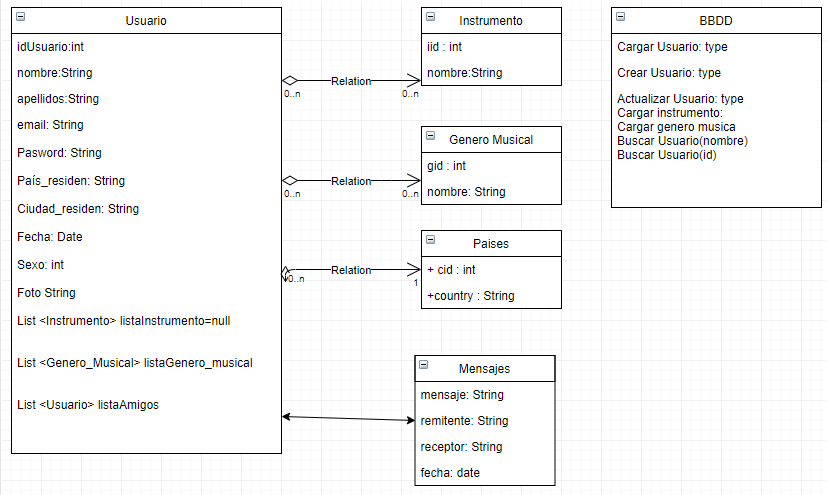 Usuario
idUsuario:int
nombre:String
apellidos:String
email: String
Pasword: String
País_residen: String
Ciudad_residen: String
Fecha: Date
Sexo: int
Foto String
List <Instrumento> listaInstrumento=null
List <Genero_Musical> listaGenero_musical
List <Usuario> listaAmigos
Relation
0..n
0..n
Relation
0..n
0..n
Relation
0..n
1
Instrumento
iid : int
nombre:String
Genero Musical
gid : int
nombre: String
Paises
+ cid : int
+country : String
Mensajes
mensaje: String
remitente: String
receptor: String
fecha: date
BBDD
Cargar Usuario: type
Crear Usuario: type
Actualizar Usuario: type
Cargar instrumento:
Cargar genero musica
Buscar Usuario(nombre)
Buscar Usuario(id)